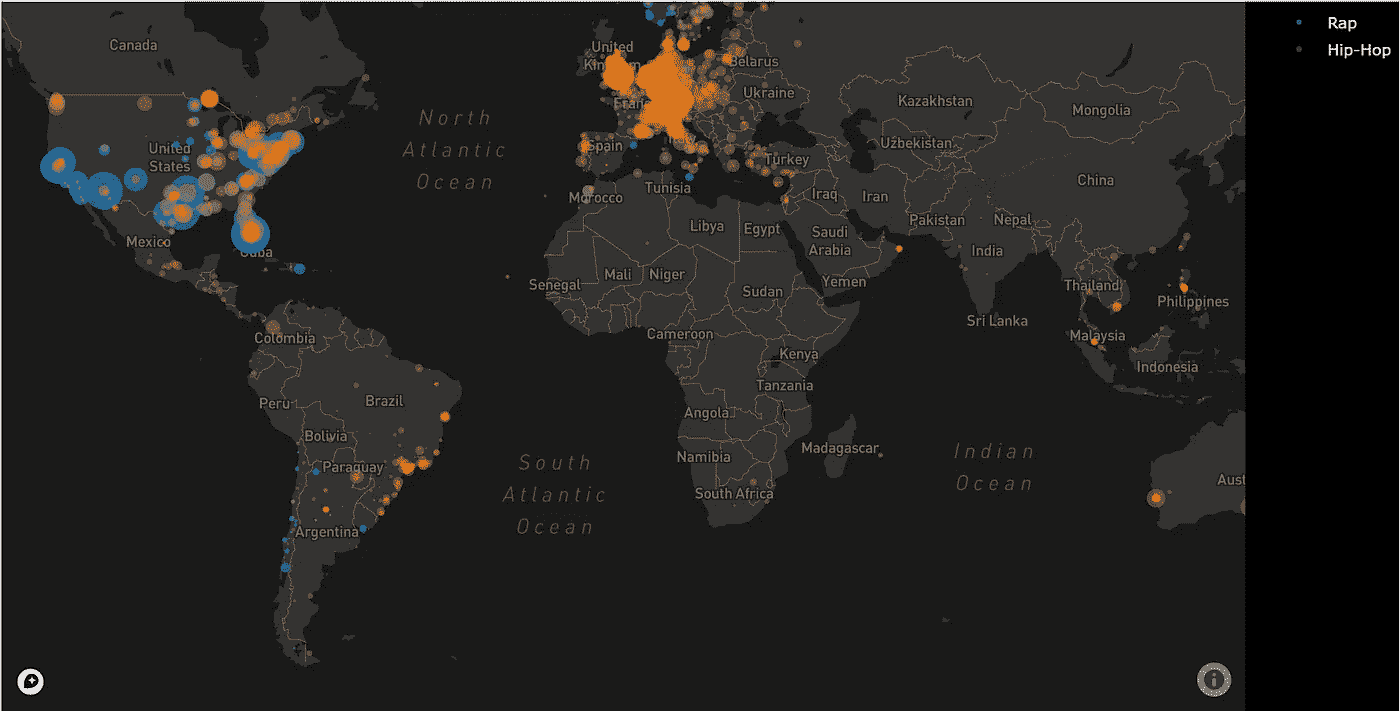 Rap
Hip-Hop
Canada
United
Kingdom
Belarus
Ukraine
Kazakhstan
Mongolia
North
Atlantic
Ocean
United
States
Spain
Uzbekistan
Turkey
China
Morocco
Tunisia
Iraq
Iran
Pakistan
Nepal
Mexico
Cuba
Libya
Egypt
Saudi
Arabia
India
Mali
Niger
Senegal
Sudan
Yemen
Thailand
Philippines
Sri Lanka
Colombia
Cameroon
Malaysia
Kenya
Indonesia
Peru
Brazil
Tanzania
Angola
Bolivia
Madagascar
Namibia
South
Atlantic
Ocean
Indian
Ocean
Paraguay
South Africa
Aust
Argentina